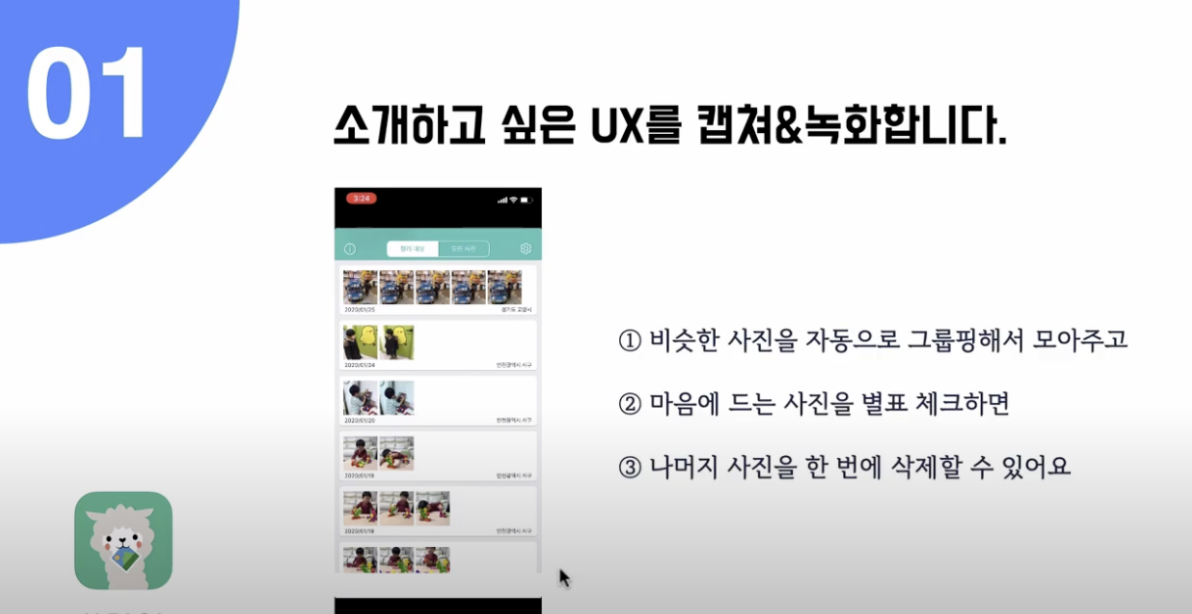 01
소개하고 싶은 UX를 캡쳐&녹화합니다.
3:24
정리 대상
모든 사진
2020/01/25
경기도 고양시
2020/01/24
인천광역시 서구
2020/01/20
인천광역시 서구
2020/01/19
인천광역시 서구
2020/01/19
인천광역시 서구
① 비슷한 사진을 자동으로 그룹핑해서 모아주고
② 마음에 드는 사진을 별표 체크하면
③ 나머지 사진을 한 번에 삭제할 수 있어요